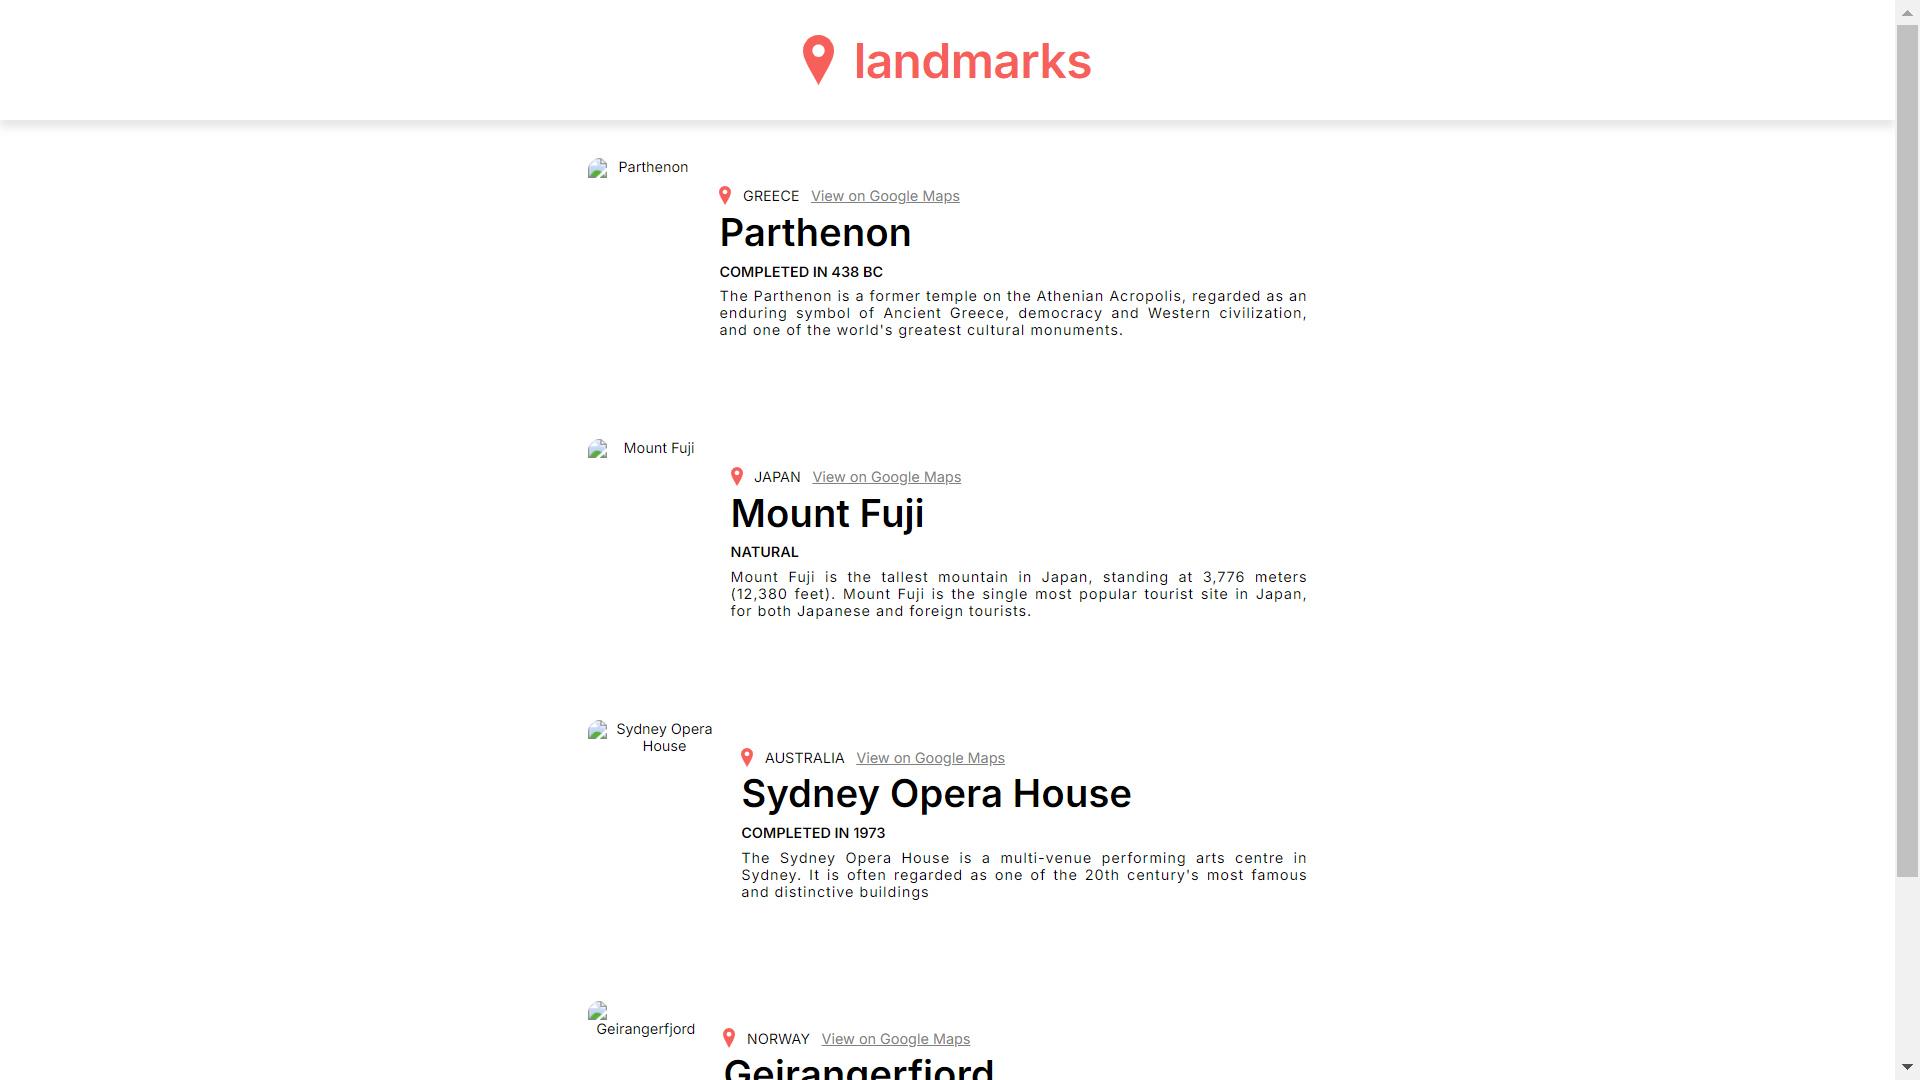 landmarks
Parthenon
GREECE View on Google Maps
Parthenon
COMPLETED IN 438 BC
The Parthenon is a former temple on the Athenian Acropolis, regarded as an
enduring symbol of Ancient Greece, democracy and Western civilization,
and one of the world's greatest cultural monuments.
Mount Fuji
JAPAN View on Google Maps
Mount Fuji
NATURAL
Mount Fuji is the tallest mountain in Japan, standing at 3,776 meters
(12,380 feet). Mount Fuji is the single most popular tourist site in Japan,
for both Japanese and foreign tourists.
Sydney Opera
House
AUSTRALIA View on Google Maps
Sydney Opera House
COMPLETED IN 1973
The Sydney Opera House is a multi-venue performing arts centre in
Sydney. It is often regarded as one of the 20th century's most famous
and distinctive buildings
Geirangerfjord
NORWAY View on Google Maps
Geirangerfjord